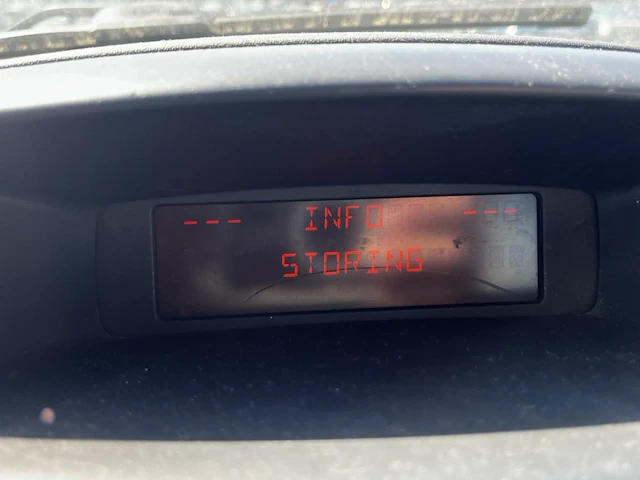 --- INFO ---
STORING